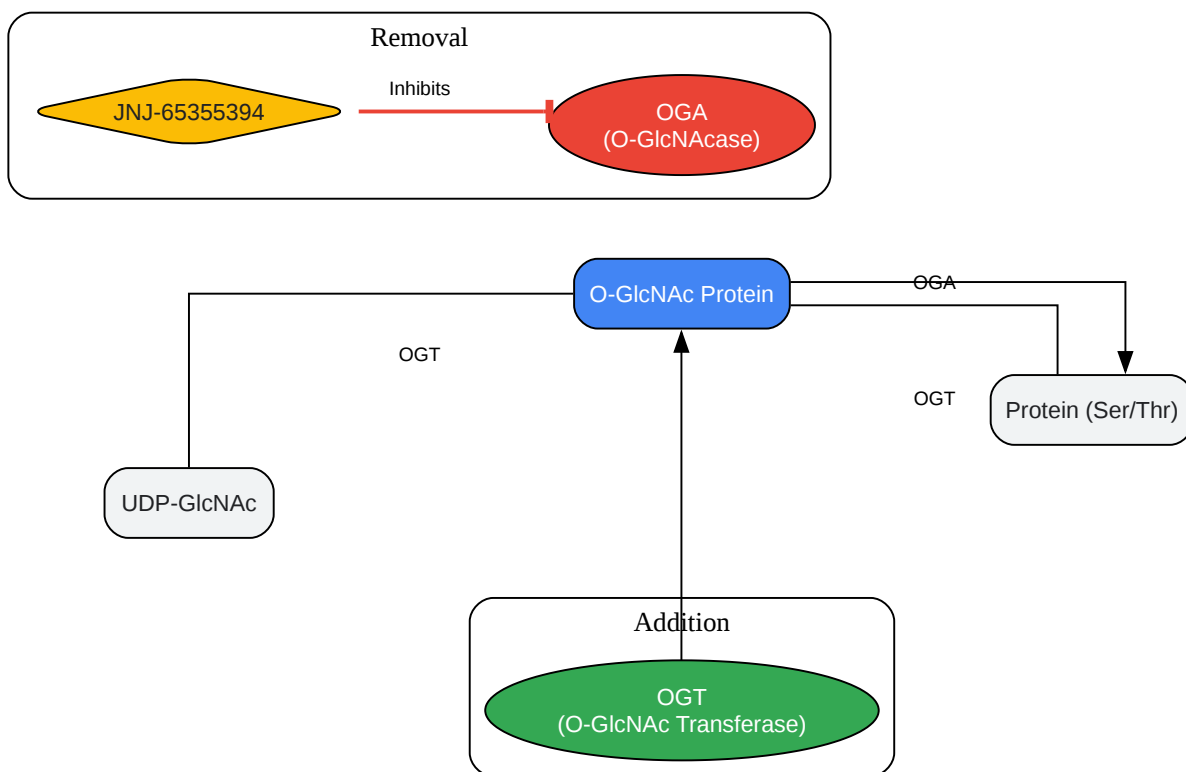 Removal
Inhibits
JNJ-65355394
OGA
(O-GlcNAcase)
OGA
O-GlcNAc Protein
OGT
OGT
Protein (Ser/Thr)
UDP-GlcNAc
Addition
OGT
(O-GlcNAc Transferase)